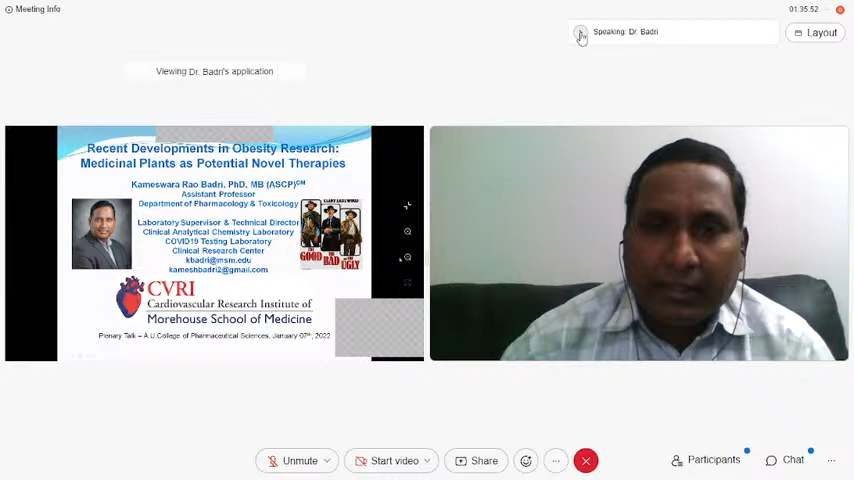 Meeting Info
01:35:52
Speaking: Dr. Badri
Layout
Viewing Dr. Badri's application
Recent Developments in Obesity Research:
Medicinal Plants as Potential Novel Therapies
Kameswara Rao Badri, PhD, MB (ASCP)CM
Assistant Professor
Department of Pharmacology & Toxicology
Laboratory Supervisor & Technical Director
Clinical Analytical Chemistry Laboratory
COVID19 Testing Laboratory
Clinical Research Center
kbadri@msm.edu
kameshbadri2@gmail.com
CLINT EASTWOOD
THE GOOD THE BAD THE UGLY
CVRI
Cardiovascular Research Institute of
Morehouse School of Medicine
Plenary Talk – A.U.College of Pharmaceutical Sciences, January 07th, 2022
Unmute
Start video
Share
Participants
Chat